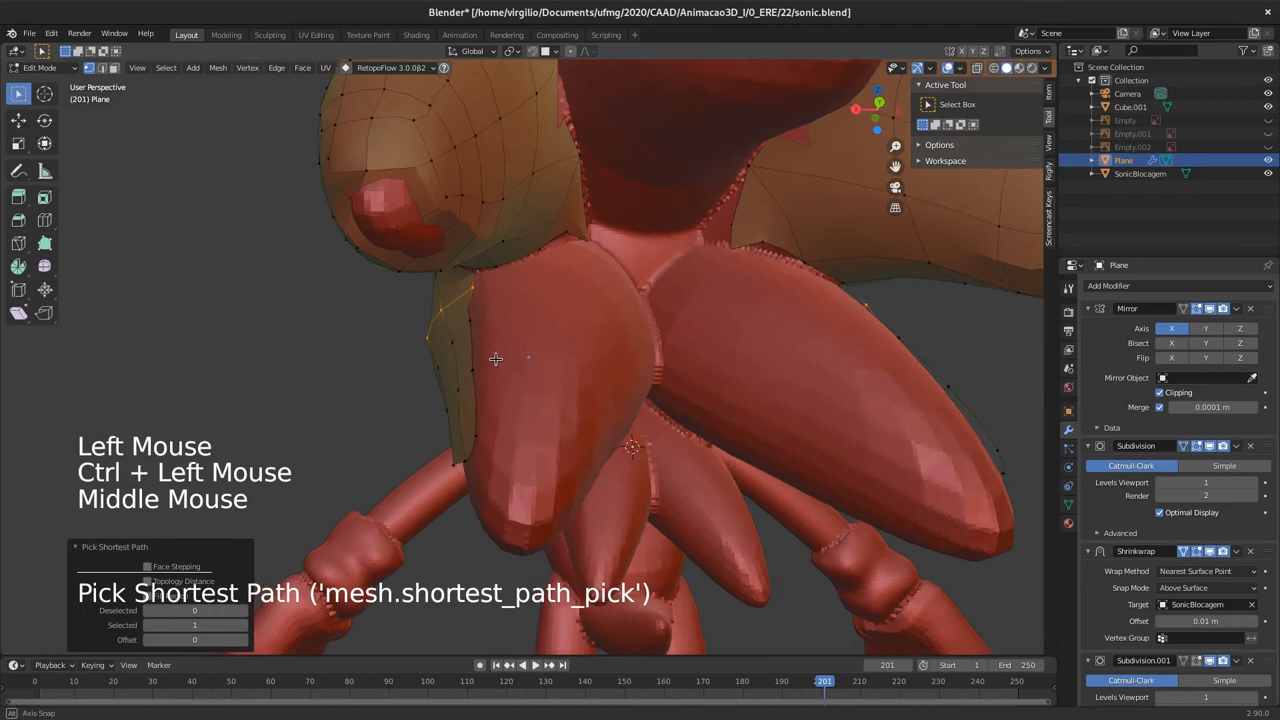 Blender* [/home/virgilio/Documents/ufmg/2020/CAAD/Animacao3D_I/0_ERE/22/sonic.blend]
File Edit Render Window Help Layout Modeling Sculpting UV Editing Texture Paint Shading Animation Rendering Compositing Scripting + Scene View Layer
Global X Y Z Options
Edit Mode View Select Add Mesh Vertex Edge Face UV RetopoFlow 3.0.0β2
User Perspective
(201) Plane
Active Tool
Select Box
Options
Workspace
Item
Tool
View
Rigify
Screencast Keys
Scene Collection
Collection
Camera
Cube.001
Empty
Empty.001
Empty.002
Plane
SonicBlocagem
Plane
Add Modifier
Mirror
Axis X Y Z
Bisect X Y Z
Flip X Y Z
Mirror Object
Clipping
Merge 0.0001 m
Data
Subdivision
Catmull-Clark Simple
Levels Viewport 1
Render 2
Optimal Display
Advanced
Shrinkwrap
Wrap Method Nearest Surface Point
Snap Mode Above Surface
Target SonicBlocagem
Offset 0.01 m
Vertex Group
Subdivision.001
Catmull-Clark Simple
Levels Viewport 1
Left Mouse
Ctrl + Left Mouse
Middle Mouse
Pick Shortest Path
Face Stepping
Topology Distance
Pick Shortest Path ('mesh.shortest_path_pick')
Deselected 0
Selected 1
Offset 0
Playback Keying View Marker 201 Start 1 End 250
0 10 20 30 40 50 60 70 80 90 100 110 120 130 140 150 160 170 180 190 201 210 220 230 240 250
Axis Snap 2.90.0